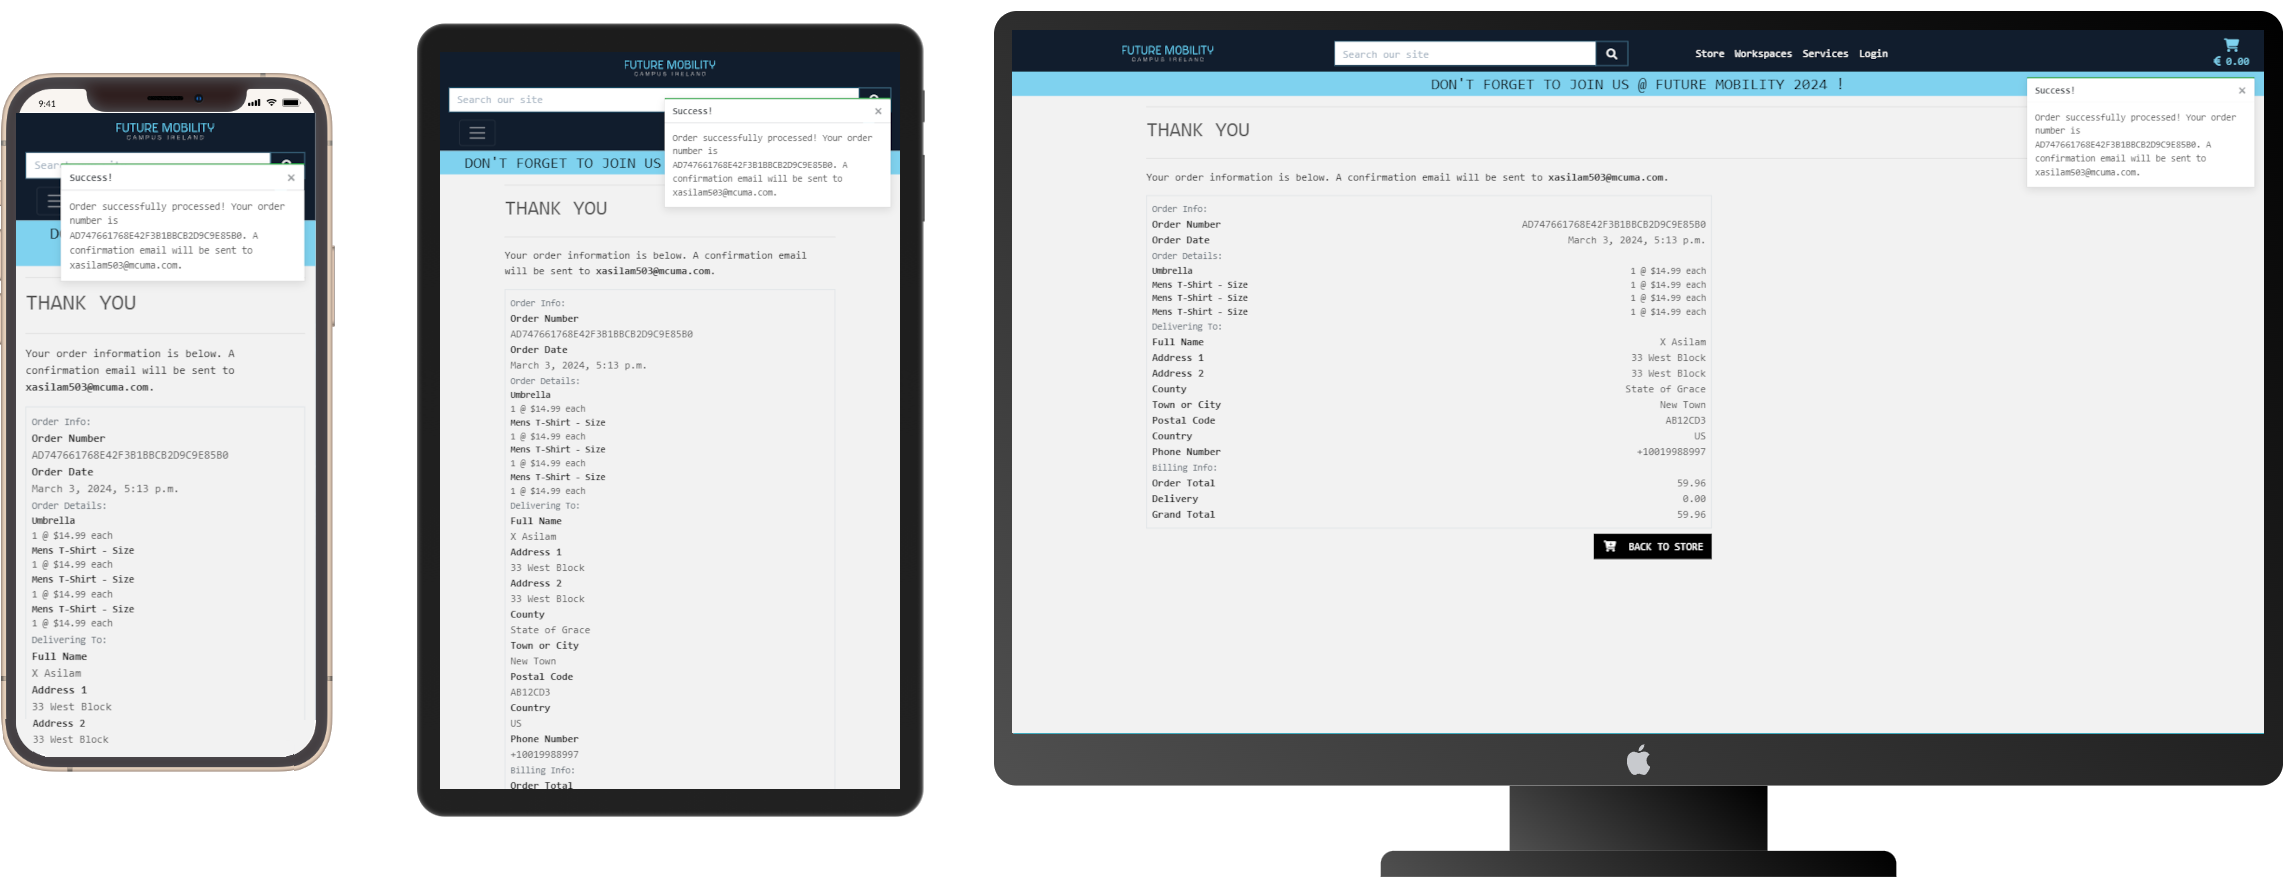 9:41
FUTURE MOBILITY
CAMPUS IRELAND
Success!
Order successfully processed! Your order
number is
AD747661768E42F3B1BBCB2D9C9E85B0. A
confirmation email will be sent to
xasilam503@mcuma.com.
THANK YOU
Your order information is below. A
confirmation email will be sent to
xasilam503@mcuma.com.
Order Info:
Order Number
AD747661768E42F3B1BBCB2D9C9E85B0
Order Date
March 3, 2024, 5:13 p.m.
Order Details:
Umbrella
1 @ $14.99 each
Mens T-Shirt - Size
1 @ $14.99 each
Mens T-Shirt - Size
1 @ $14.99 each
Mens T-Shirt - Size
1 @ $14.99 each
Delivering To:
Full Name
X Asilam
Address 1
33 West Block
Address 2
33 West Block
FUTURE MOBILITY
CAMPUS IRELAND
Search our site
Success!
Order successfully processed! Your order
number is
AD747661768E42F3B1BBCB2D9C9E85B0. A
confirmation email will be sent to
xasilam503@mcuma.com.
DON'T FORGET TO JOIN US
THANK YOU
Your order information is below. A confirmation email
will be sent to xasilam503@mcuma.com.
Order Info:
Order Number
AD747661768E42F3B1BBCB2D9C9E85B0
Order Date
March 3, 2024, 5:13 p.m.
Order Details:
Umbrella
1 @ $14.99 each
Mens T-Shirt - Size
1 @ $14.99 each
Mens T-Shirt - Size
1 @ $14.99 each
Mens T-Shirt - Size
1 @ $14.99 each
Delivering To:
Full Name
X Asilam
Address 1
33 West Block
Address 2
33 West Block
County
State of Grace
Town or City
New Town
Postal Code
AB12CD3
Country
US
Phone Number
+10019988997
Billing Info:
Order Total
FUTURE MOBILITY
CAMPUS IRELAND
Search our site
Store Workspaces Services Login
€ 0.00
DON'T FORGET TO JOIN US @ FUTURE MOBILITY 2024 !
Success!
Order successfully processed! Your order
number is
AD747661768E42F3B1BBCB2D9C9E85B0. A
confirmation email will be sent to
xasilam503@mcuma.com.
THANK YOU
Your order information is below. A confirmation email will be sent to xasilam503@mcuma.com.
Order Info:
Order Number AD747661768E42F3B1BBCB2D9C9E85B0
Order Date March 3, 2024, 5:13 p.m.
Order Details:
Umbrella 1 @ $14.99 each
Mens T-Shirt - Size 1 @ $14.99 each
Mens T-Shirt - Size 1 @ $14.99 each
Mens T-Shirt - Size 1 @ $14.99 each
Delivering To:
Full Name X Asilam
Address 1 33 West Block
Address 2 33 West Block
County State of Grace
Town or City New Town
Postal Code AB12CD3
Country US
Phone Number +10019988997
Billing Info:
Order Total 59.96
Delivery 0.00
Grand Total 59.96
BACK TO STORE